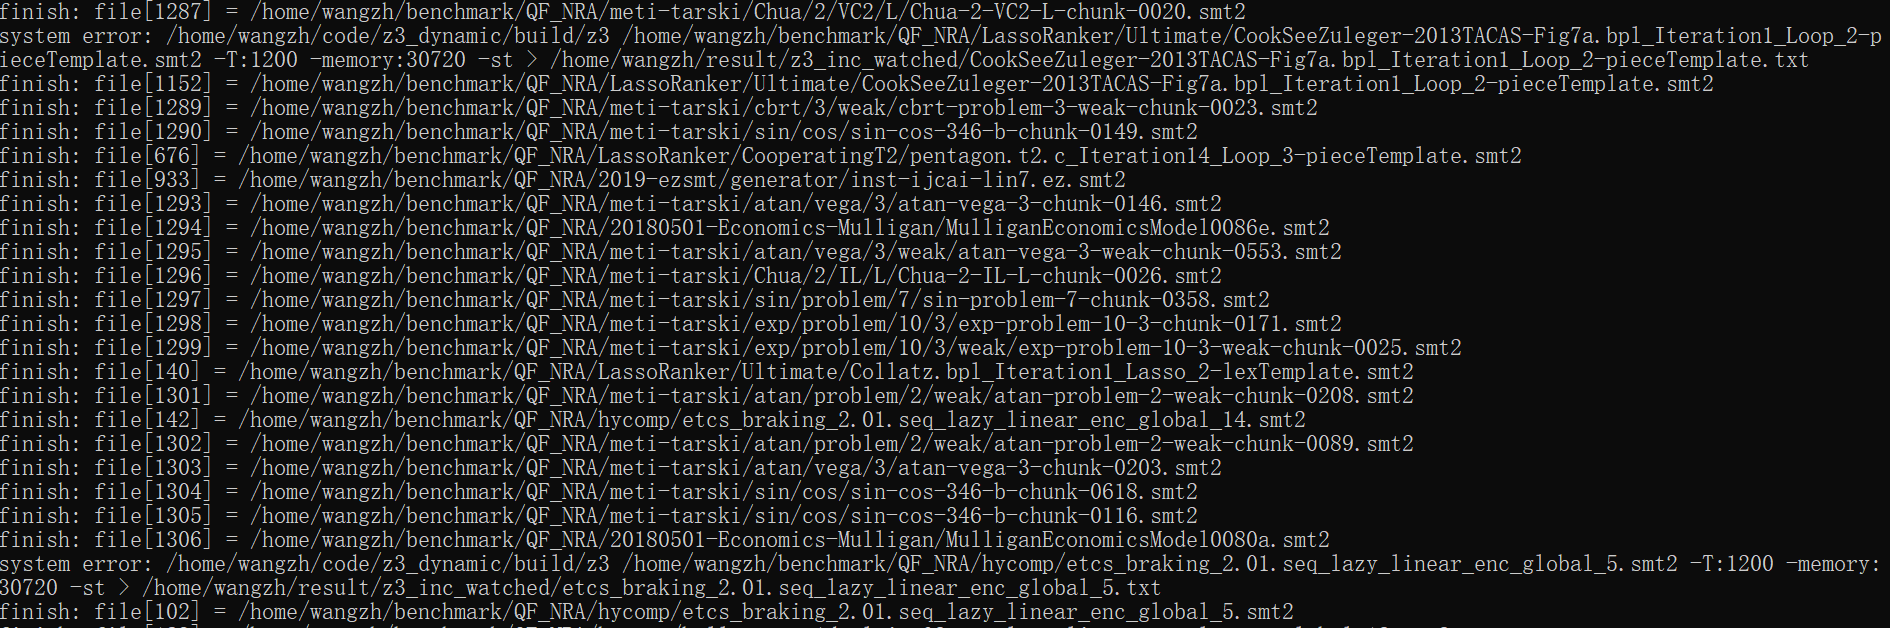 finish: file[1287] = /home/wangzh/benchmark/QF_NRA/meti-tarski/Chua/2/VC2/L/Chua-2-VC2-L-chunk-0020.smt2
system error: /home/wangzh/code/z3_dynamic/build/z3 /home/wangzh/benchmark/QF_NRA/LassoRanker/Ultimate/CookSeeZuleger-2013TACAS-Fig7a.bpl_Iteration1_Loop_2-p
ieceTemplate.smt2 -T:1200 -memory:30720 -st > /home/wangzh/result/z3_inc_watched/CookSeeZuleger-2013TACAS-Fig7a.bpl_Iteration1_Loop_2-pieceTemplate.txt
finish: file[1152] = /home/wangzh/benchmark/QF_NRA/LassoRanker/Ultimate/CookSeeZuleger-2013TACAS-Fig7a.bpl_Iteration1_Loop_2-pieceTemplate.smt2
finish: file[1289] = /home/wangzh/benchmark/QF_NRA/meti-tarski/cbrt/3/weak/cbrt-problem-3-weak-chunk-0023.smt2
finish: file[1290] = /home/wangzh/benchmark/QF_NRA/meti-tarski/sin/cos/sin-cos-346-b-chunk-0149.smt2
finish: file[676] = /home/wangzh/benchmark/QF_NRA/LassoRanker/CooperatingT2/pentagon.t2.c_Iteration14_Loop_3-pieceTemplate.smt2
finish: file[933] = /home/wangzh/benchmark/QF_NRA/2019-ezsmt/generator/inst-ijcai-lin7.ez.smt2
finish: file[1293] = /home/wangzh/benchmark/QF_NRA/meti-tarski/atan/vega/3/atan-vega-3-chunk-0146.smt2
finish: file[1294] = /home/wangzh/benchmark/QF_NRA/20180501-Economics-Mulligan/MulliganEconomicsModel0086e.smt2
finish: file[1295] = /home/wangzh/benchmark/QF_NRA/meti-tarski/atan/vega/3/weak/atan-vega-3-weak-chunk-0553.smt2
finish: file[1296] = /home/wangzh/benchmark/QF_NRA/meti-tarski/Chua/2/IL/L/Chua-2-IL-L-chunk-0026.smt2
finish: file[1297] = /home/wangzh/benchmark/QF_NRA/meti-tarski/sin/problem/7/sin-problem-7-chunk-0358.smt2
finish: file[1298] = /home/wangzh/benchmark/QF_NRA/meti-tarski/exp/problem/10/3/exp-problem-10-3-chunk-0171.smt2
finish: file[1299] = /home/wangzh/benchmark/QF_NRA/meti-tarski/exp/problem/10/3/weak/exp-problem-10-3-weak-chunk-0025.smt2
finish: file[140] = /home/wangzh/benchmark/QF_NRA/LassoRanker/Ultimate/Collatz.bpl_Iteration1_Lasso_2-lexTemplate.smt2
finish: file[1301] = /home/wangzh/benchmark/QF_NRA/meti-tarski/atan/problem/2/weak/atan-problem-2-weak-chunk-0208.smt2
finish: file[142] = /home/wangzh/benchmark/QF_NRA/hycomp/etcs_braking_2.01.seq_lazy_linear_enc_global_14.smt2
finish: file[1302] = /home/wangzh/benchmark/QF_NRA/meti-tarski/atan/problem/2/weak/atan-problem-2-weak-chunk-0089.smt2
finish: file[1303] = /home/wangzh/benchmark/QF_NRA/meti-tarski/atan/vega/3/atan-vega-3-chunk-0203.smt2
finish: file[1304] = /home/wangzh/benchmark/QF_NRA/meti-tarski/sin/cos/sin-cos-346-b-chunk-0618.smt2
finish: file[1305] = /home/wangzh/benchmark/QF_NRA/meti-tarski/sin/cos/sin-cos-346-b-chunk-0116.smt2
finish: file[1306] = /home/wangzh/benchmark/QF_NRA/20180501-Economics-Mulligan/MulliganEconomicsModel0080a.smt2
system error: /home/wangzh/code/z3_dynamic/build/z3 /home/wangzh/benchmark/QF_NRA/hycomp/etcs_braking_2.01.seq_lazy_linear_enc_global_5.smt2 -T:1200 -memory:
30720 -st > /home/wangzh/result/z3_inc_watched/etcs_braking_2.01.seq_lazy_linear_enc_global_5.txt
finish: file[102] = /home/wangzh/benchmark/QF_NRA/hycomp/etcs_braking_2.01.seq_lazy_linear_enc_global_5.smt2